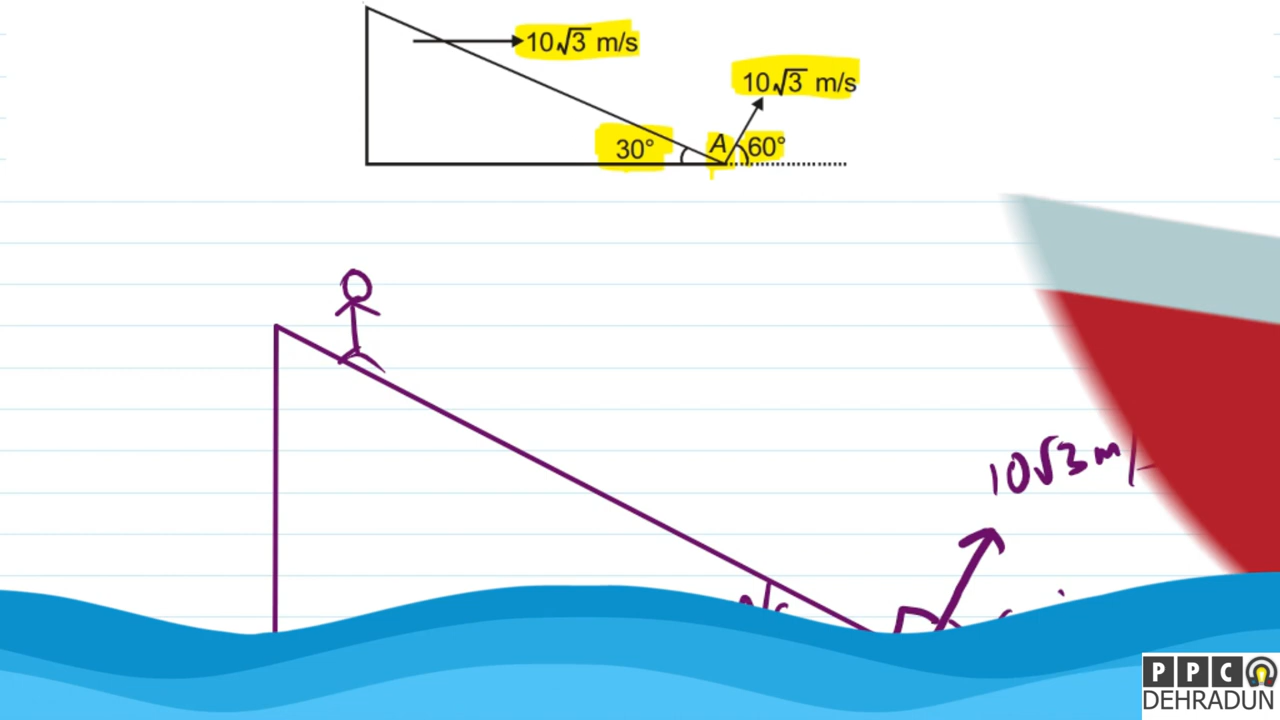 10√3 m/s
10√3 m/s
30°
A
60°
10√3 m/
PPC
DEHRADUN